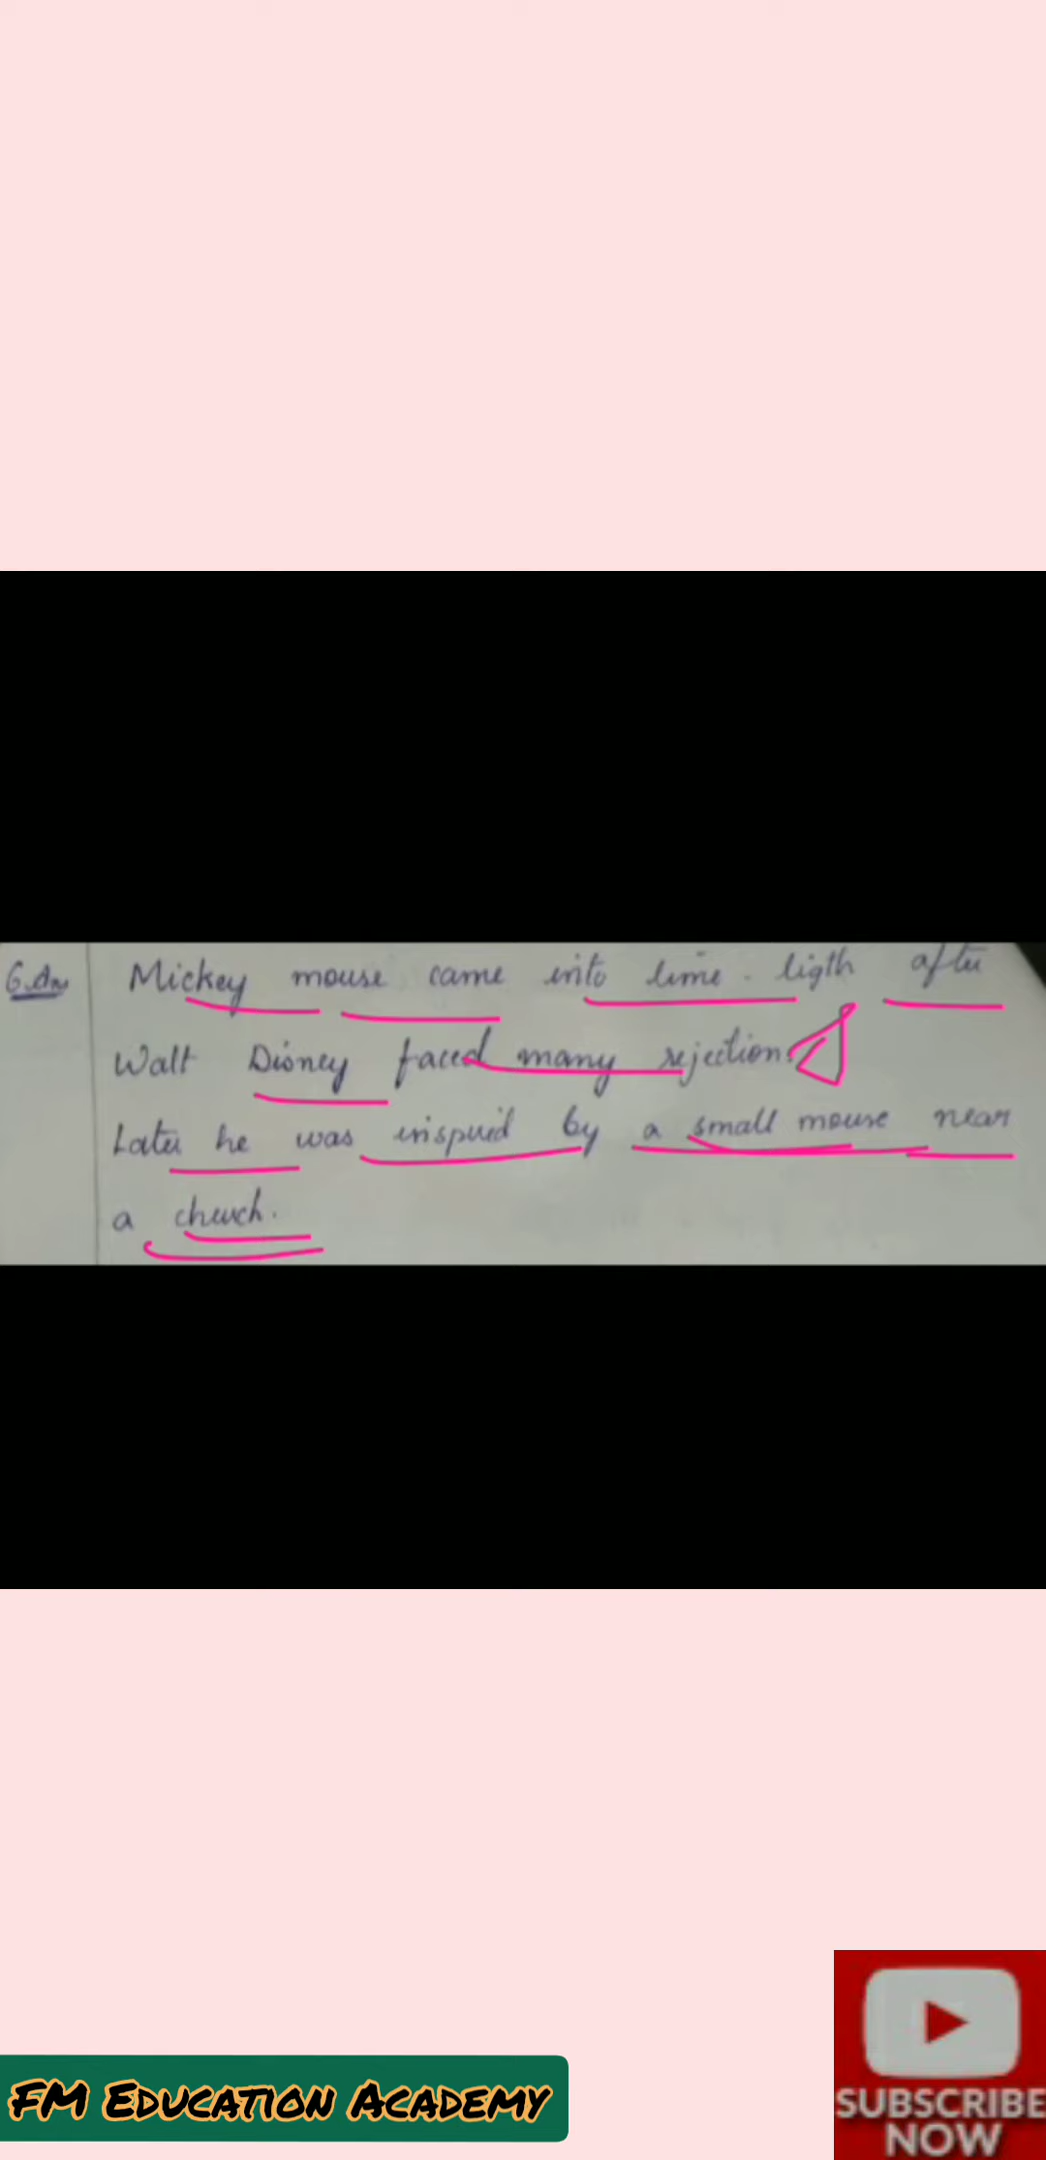 6.Ans Mickey mouse came into lime-ligth after
Walt Disney faced many rejections
Later he was inspired by a small mouse near
a church.
FM EDUCATION ACADEMY
SUBSCRIBE
NOW